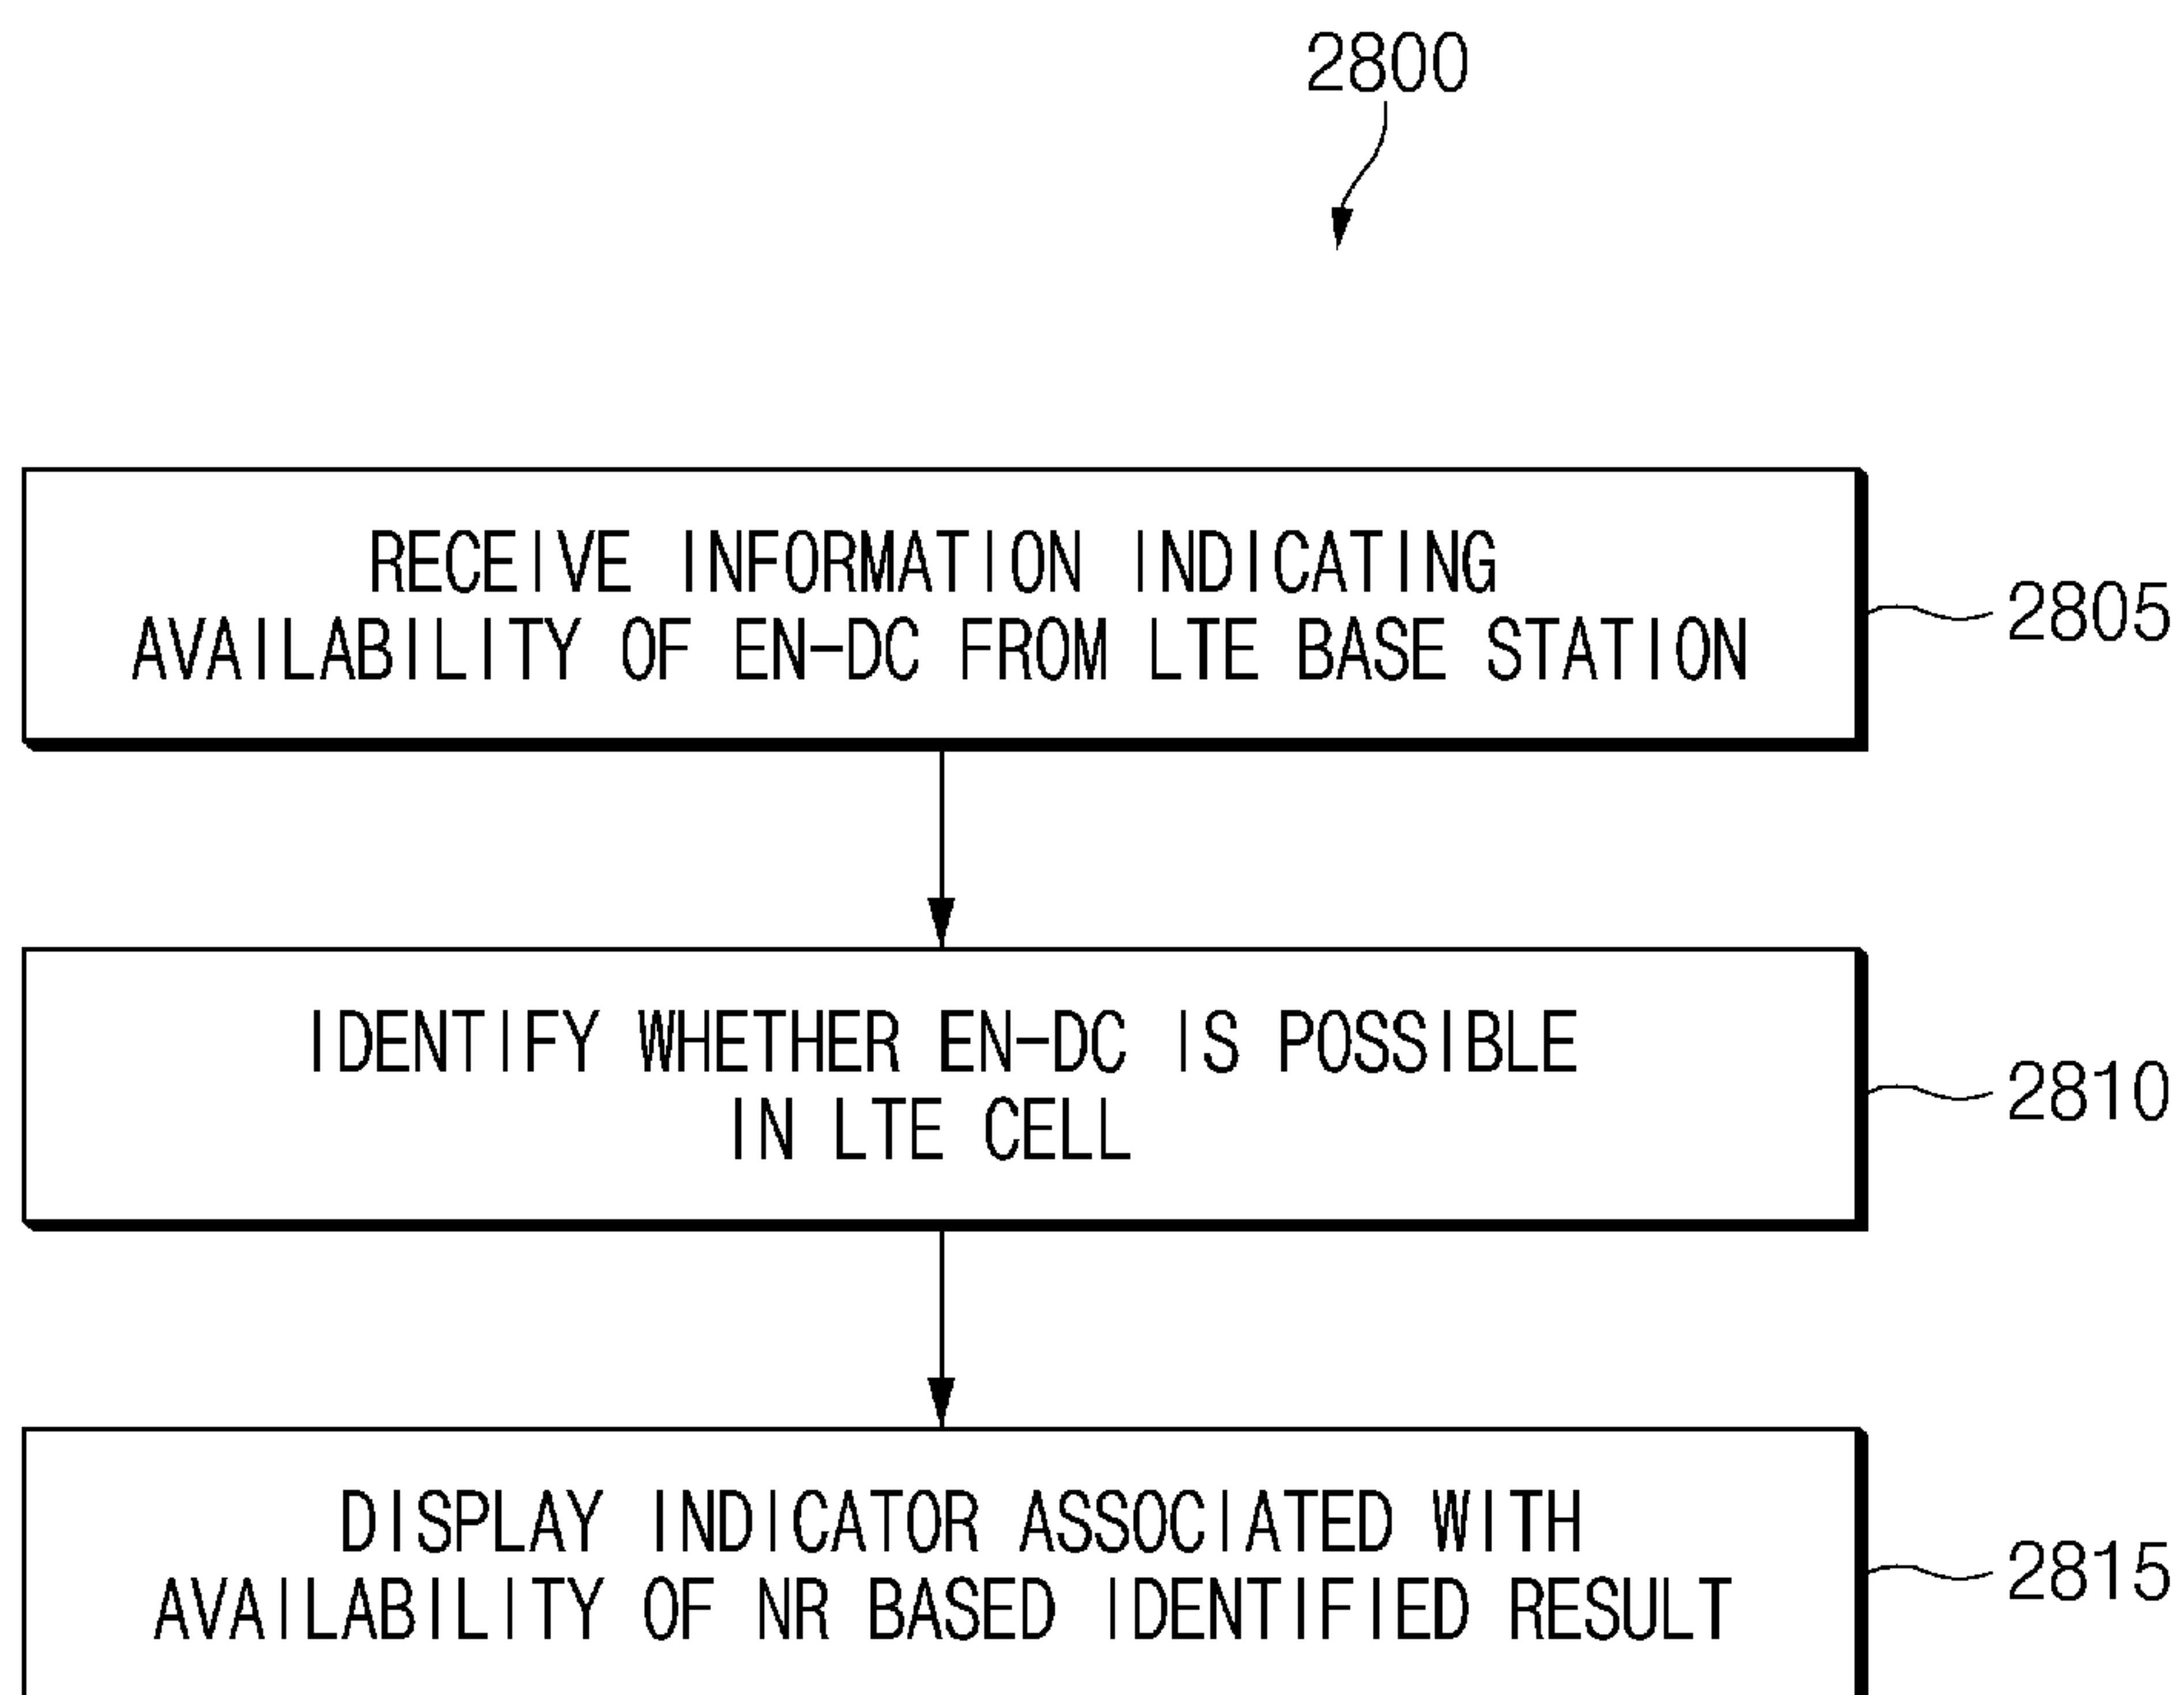 2800
RECEIVE INFORMATION INDICATING
AVAILABILITY OF EN-DC FROM LTE BASE STATION
2805
IDENTIFY WHETHER EN-DC IS POSSIBLE
IN LTE CELL
2810
DISPLAY INDICATOR ASSOCIATED WITH
AVAILABILITY OF NR BASED IDENTIFIED RESULT
2815